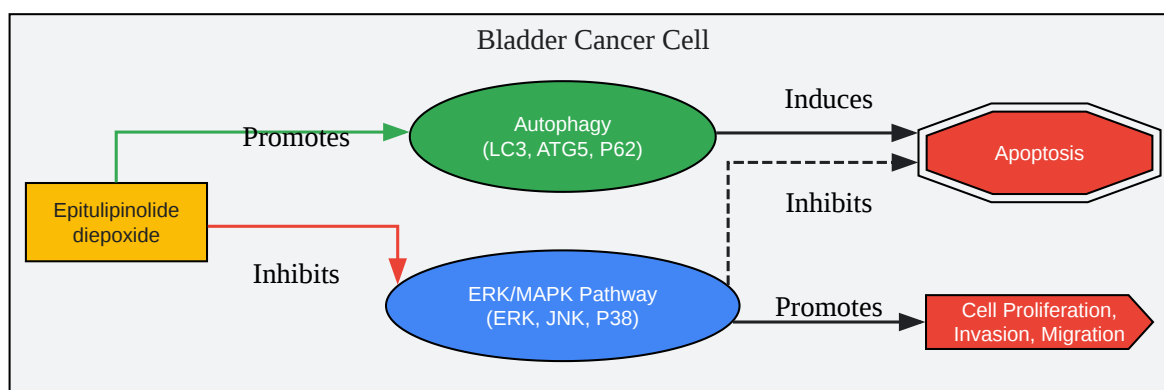 Bladder Cancer Cell
Induces
Autophagy
(LC3, ATG5, P62)
Promotes
Apoptosis
Epitulipinolide
diepoxide
Inhibits
Inhibits
ERK/MAPK Pathway
(ERK, JNK, P38)
Promotes
Cell Proliferation,
Invasion, Migration